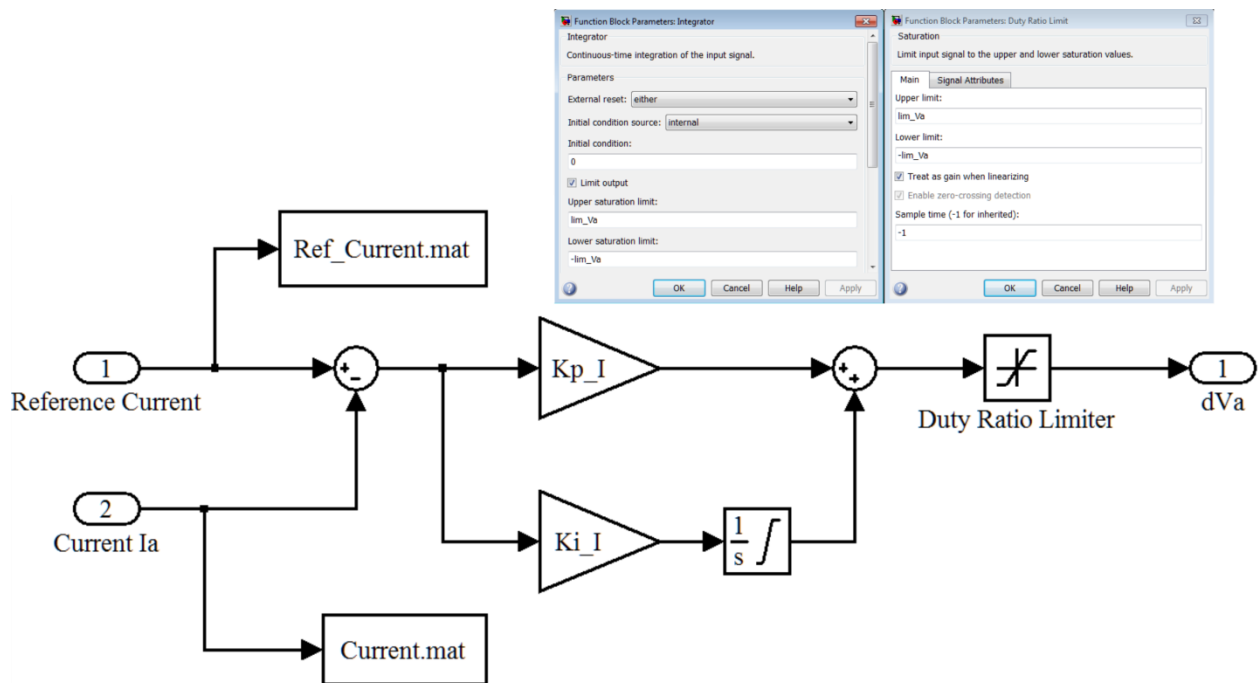 Function Block Parameters: Integrator
Integrator
Continuous-time integration of the input signal.
Parameters
External reset: either
Initial condition source: internal
Initial condition:
0
Limit output
Upper saturation limit:
lim_Va
Lower saturation limit:
-lim_Va
OK Cancel Help Apply
Function Block Parameters: Duty Ratio Limit
Saturation
Limit input signal to the upper and lower saturation values.
Main Signal Attributes
Upper limit:
lim_Va
Lower limit:
-lim_Va
Treat as gain when linearizing
Enable zero-crossing detection
Sample time (-1 for inherited):
-1
OK Cancel Help Apply
Ref_Current.mat
1
Reference Current
+
-
Kp_I
+
+
Duty Ratio Limiter
1
dVa
2
Current Ia
Ki_I
1
s
Current.mat